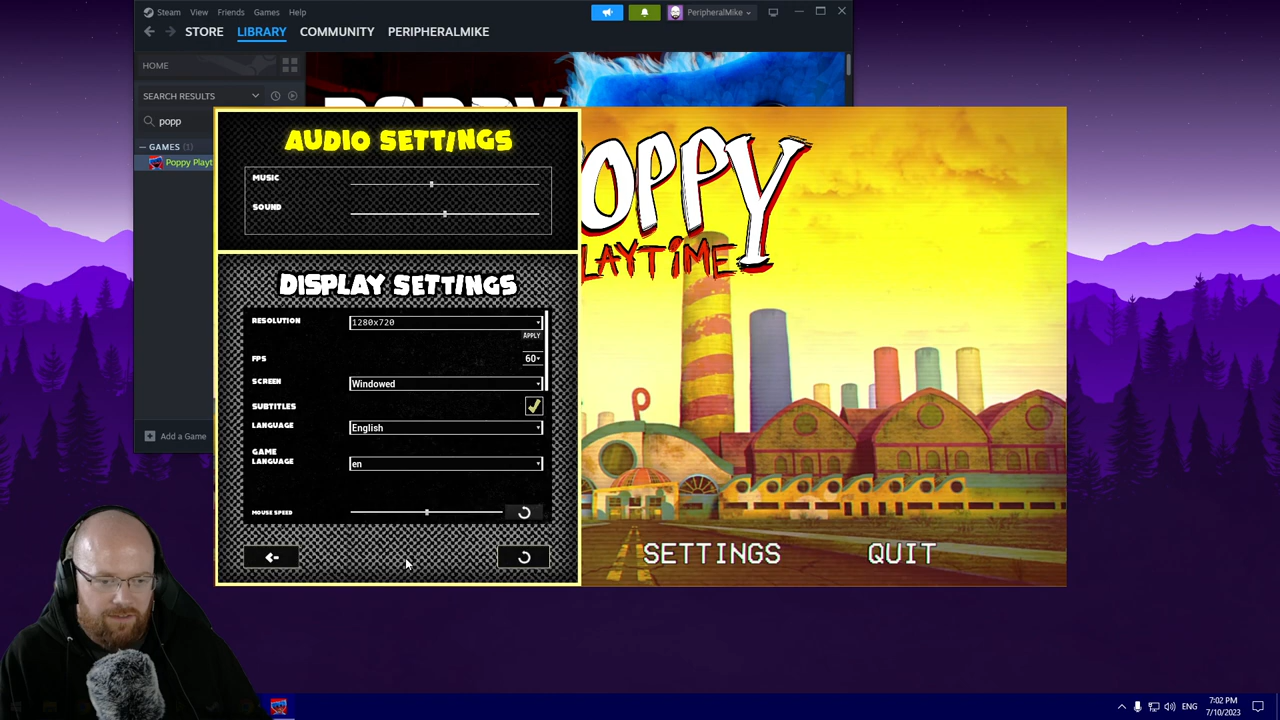 Steam View Friends Games Help
PERIPHERALMIKE
STORE LIBRARY COMMUNITY PERIPHERALMIKE
HOME
SEARCH RESULTS
popp
GAMES (1)
Poppy Playt
Add a Game
AUDIO SETTINGS
MUSIC
SOUND
DISPLAY SETTINGS
RESOLUTION 1280x720
APPLY
FPS 60
SCREEN Windowed
SUBTITLES
LANGUAGE English
GAME
LANGUAGE en
MOUSE SPEED
OPPY
LAYTIME
SETTINGS QUIT
ENG
7:02 PM
7/10/2023